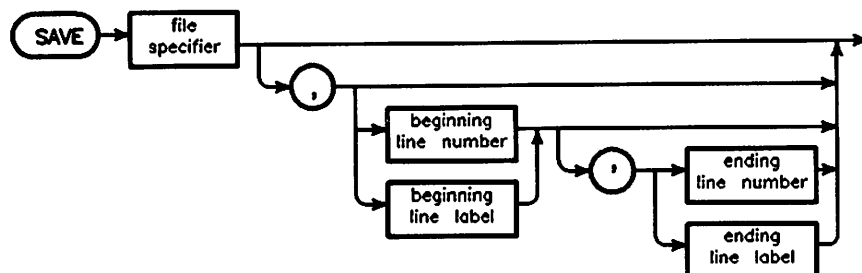 SAVE
file
specifier
,
beginning
line number
beginning
line label
,
ending
line number
ending
line label